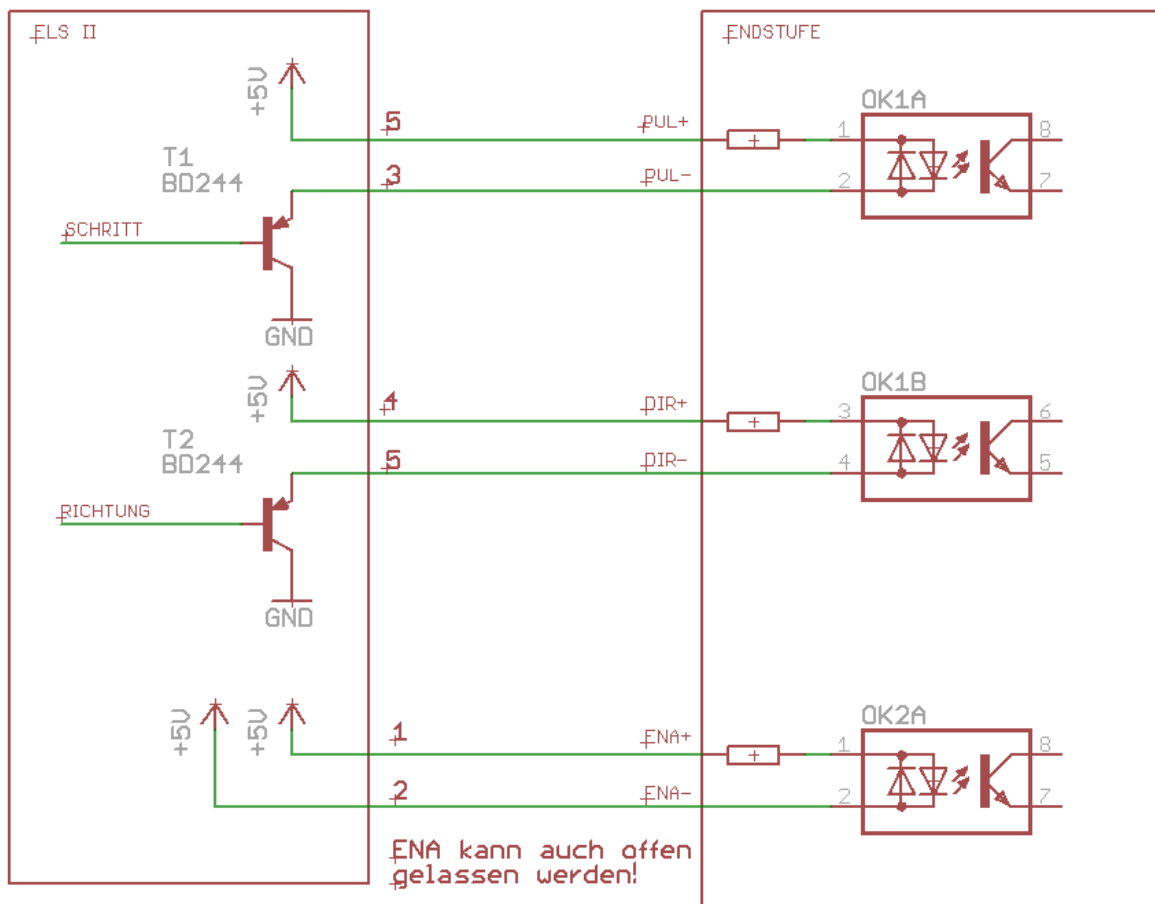 ELS II
ENDSTUFE
+5V
5
PUL+
OK1A
1
8
T1
BD244
3
PUL-
2
7
SCHRITT
GND
+5V
4
DIR+
OK1B
3
6
T2
BD244
5
DIR-
4
5
RICHTUNG
GND
+5V
+5V
1
ENA+
OK2A
1
8
2
ENA-
2
7
ENA kann auch offen
gelassen werden!